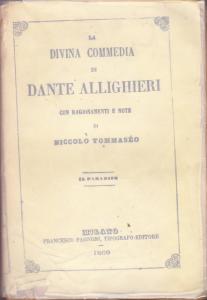 LA
DIVINA COMMEDIA
DI
DANTE ALLIGHIERI
CON RAGIONAMENTI E NOTE
DI
NICCOLÒ TOMMASÉO
IL PARADISO
MILANO
FRANCESCO PAGNONI, TIPOGRAFO-EDITORE
1869